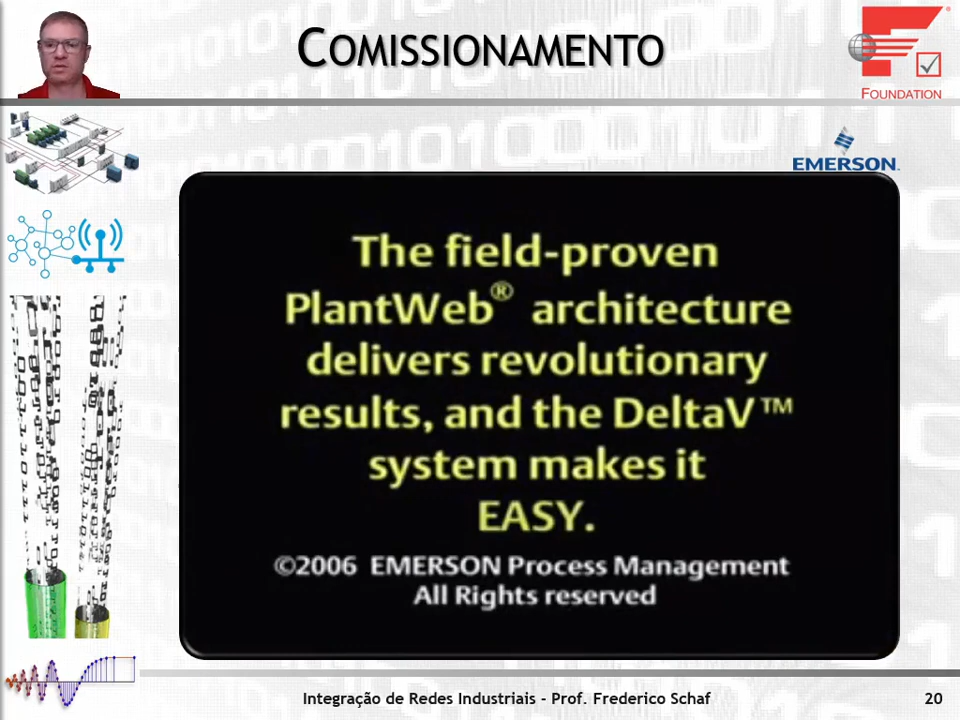 COMISSIONAMENTO
FOUNDATION
EMERSON.
The field-proven
PlantWeb® architecture
delivers revolutionary
results, and the DeltaV™
system makes it
EASY.
©2006 EMERSON Process Management
All Rights reserved
Integração de Redes Industriais - Prof. Frederico Schaf
20